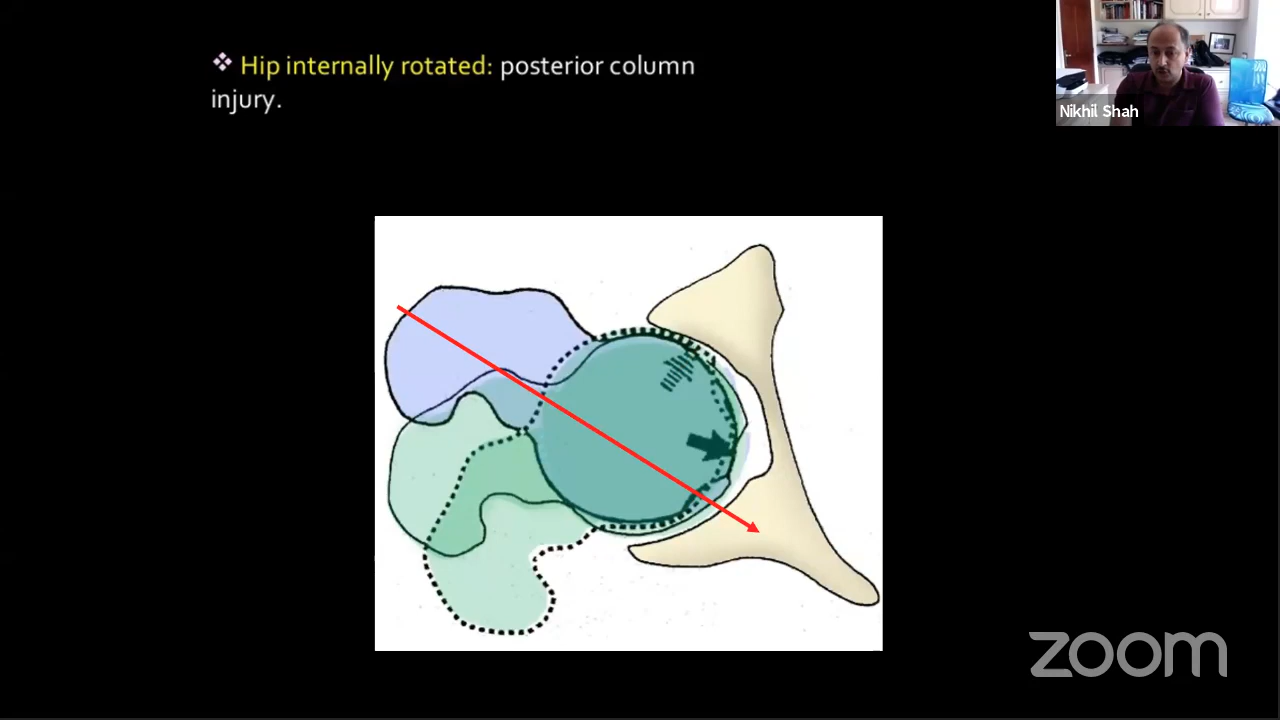 ❖ Hip internally rotated: posterior column
injury.
Nikhil Shah
zoom